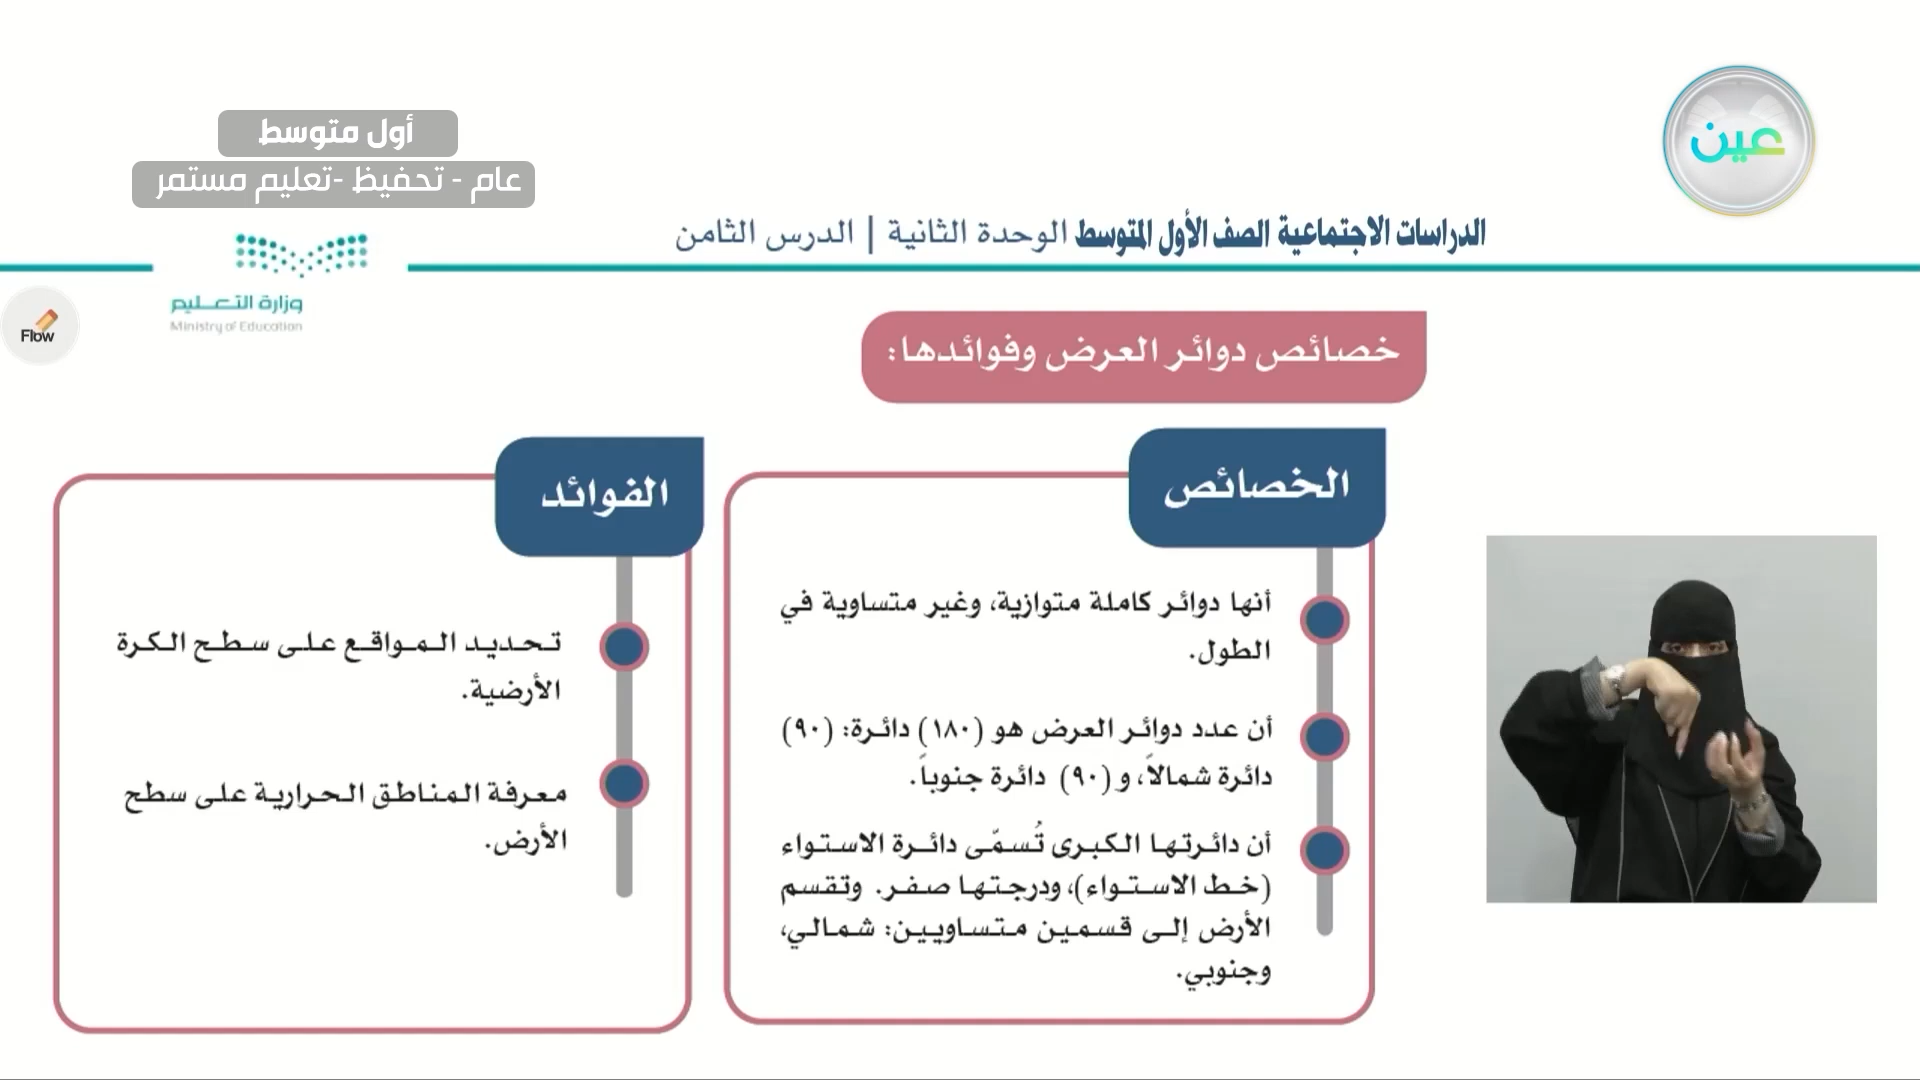 عين
أول متوسط
عام - تحفيظ -تعليم مستمر
الدراسات الاجتماعية الصف الأول المتوسط الوحدة الثانية | الدرس الثامن
وزارة التعليم
Ministry of Education
Flow
خصائص دوائر العرض وفوائدها:
الخصائص
أنها دوائر كاملة متوازية، وغير متساوية في
الطول.
أن عدد دوائر العرض هو (١٨٠) دائرة: (٩٠)
دائرة شمالاً، و (٩٠) دائرة جنوباً.
أن دائرتها الكبرى تُسمّى دائرة الاستواء
(خط الاستواء)، ودرجتها صفر. وتقسم
الأرض إلى قسمين متساويين: شمالي،
وجنوبي.
الفوائد
تحديد المواقع على سطح الكرة
الأرضية.
معرفة المناطق الحرارية على سطح
الأرض.